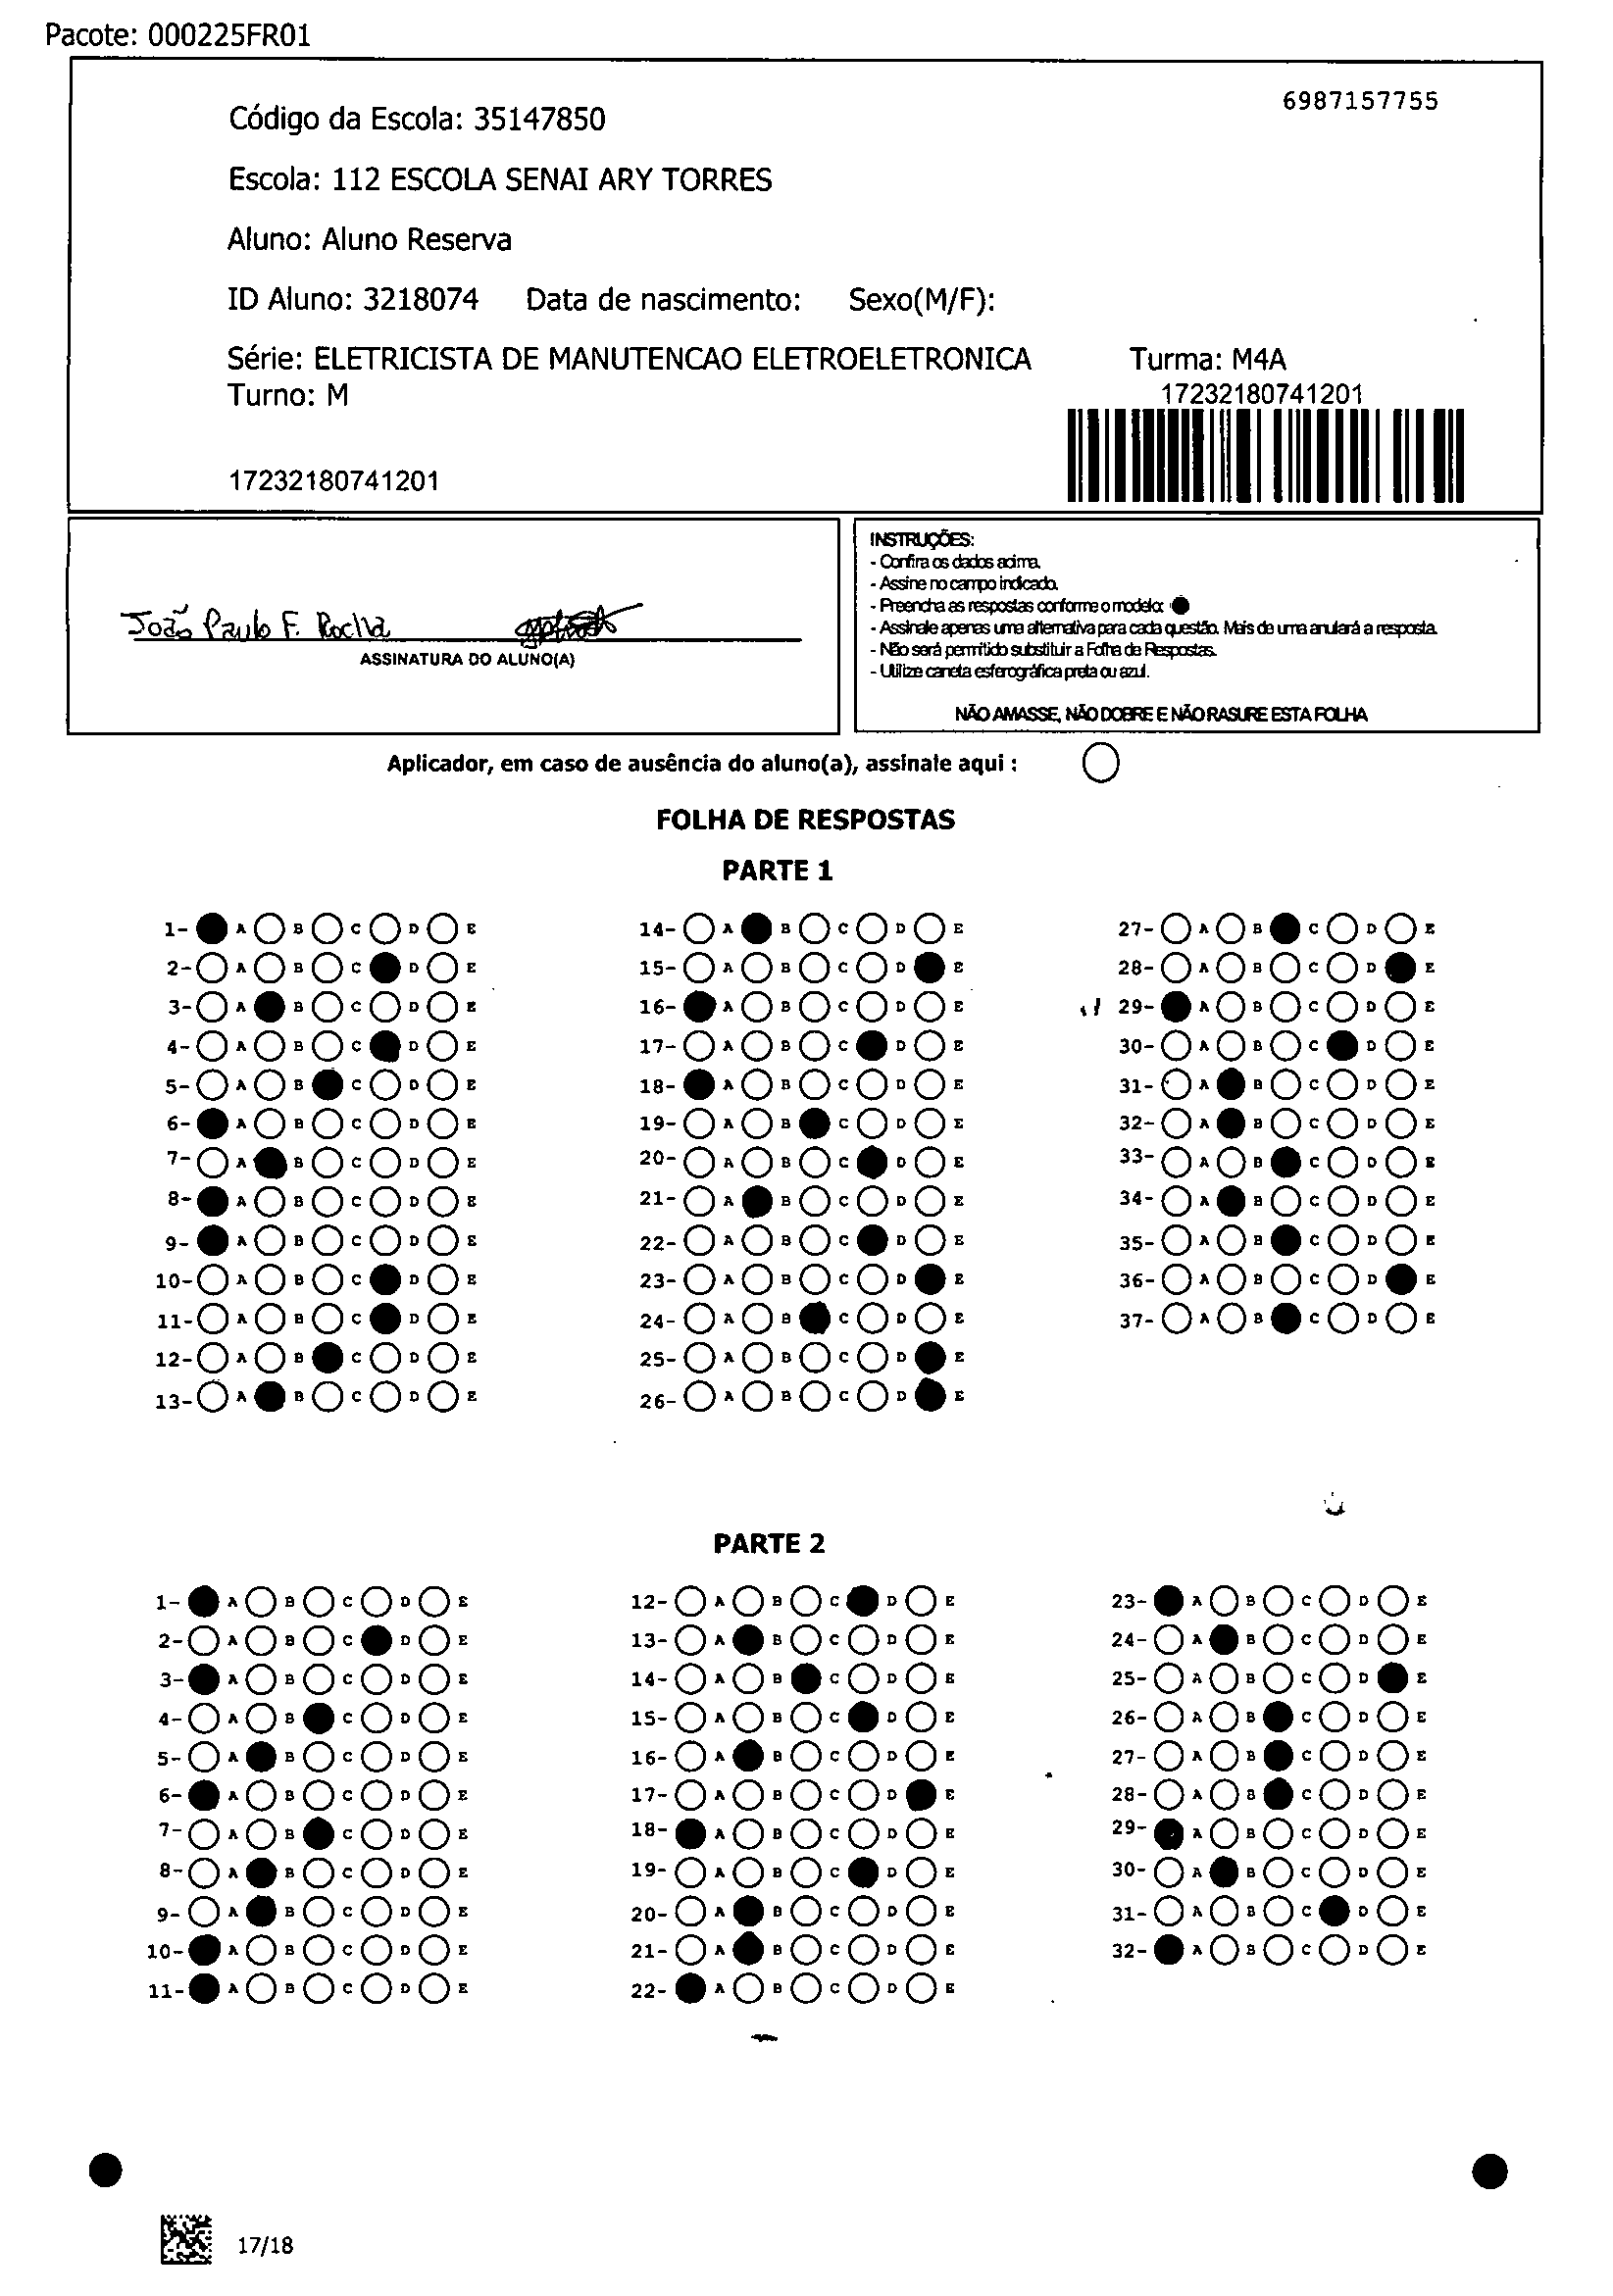 Pacote: 000225FR01
6987157755
Código da Escola: 35147850
Escola: 112 ESCOLA SENAI ARY TORRES
Aluno: Aluno Reserva
ID Aluno: 3218074 Data de nascimento: Sexo(M/F):
Série: ELETRICISTA DE MANUTENCAO ELETROELETRONICA Turma: M4A
Turno: M 17232180741201
17232180741201
João Paulo F. Rocha
ASSINATURA DO ALUNO(A)
INSTRUÇÕES:
- Confira os dados acima.
- Assine no campo indicado.
- Preencha as respostas conforme o modelo:
- Assinale apenas uma alternativa para cada questão. Mais de uma anulará a resposta.
- Não será permitido substituir a Folha de Respostas.
- Utilize caneta esferográfica preta ou azul.
NÃO AMASSE, NÃO DOBRE E NÃO RASURE ESTA FOLHA
Aplicador, em caso de ausência do aluno(a), assinale aqui :
FOLHA DE RESPOSTAS
PARTE 1
1- A B C D E 14- A B C D E 27- A B C D E
2- A B C D E 15- A B C D E 28- A B C D E
3- A B C D E 16- A B C D E 29- A B C D E
4- A B C D E 17- A B C D E 30- A B C D E
5- A B C D E 18- A B C D E 31- A B C D E
6- A B C D E 19- A B C D E 32- A B C D E
7- A B C D E 20- A B C D E 33- A B C D E
8- A B C D E 21- A B C D E 34- A B C D E
9- A B C D E 22- A B C D E 35- A B C D E
10- A B C D E 23- A B C D E 36- A B C D E
11- A B C D E 24- A B C D E 37- A B C D E
12- A B C D E 25- A B C D E
13- A B C D E 26- A B C D E
PARTE 2
1- A B C D E 12- A B C D E 23- A B C D E
2- A B C D E 13- A B C D E 24- A B C D E
3- A B C D E 14- A B C D E 25- A B C D E
4- A B C D E 15- A B C D E 26- A B C D E
5- A B C D E 16- A B C D E 27- A B C D E
6- A B C D E 17- A B C D E 28- A B C D E
7- A B C D E 18- A B C D E 29- A B C D E
8- A B C D E 19- A B C D E 30- A B C D E
9- A B C D E 20- A B C D E 31- A B C D E
10- A B C D E 21- A B C D E 32- A B C D E
11- A B C D E 22- A B C D E
17/18